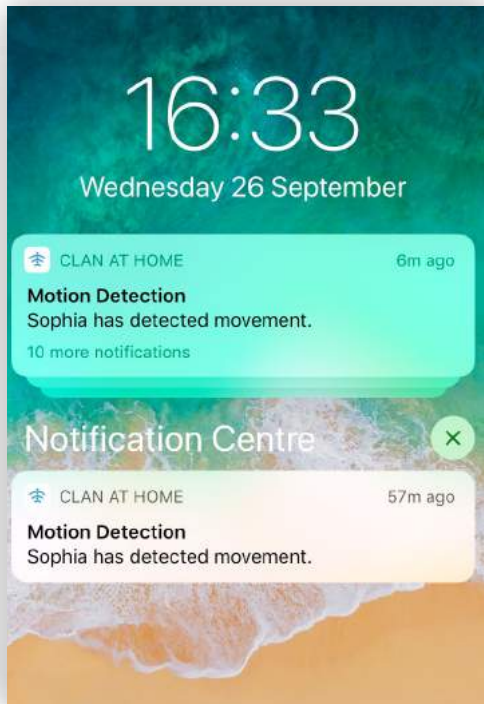 16:33
Wednesday 26 September
CLAN AT HOME 6m ago
Motion Detection
Sophia has detected movement.
10 more notifications
Notification Centre
CLAN AT HOME 57m ago
Motion Detection
Sophia has detected movement.